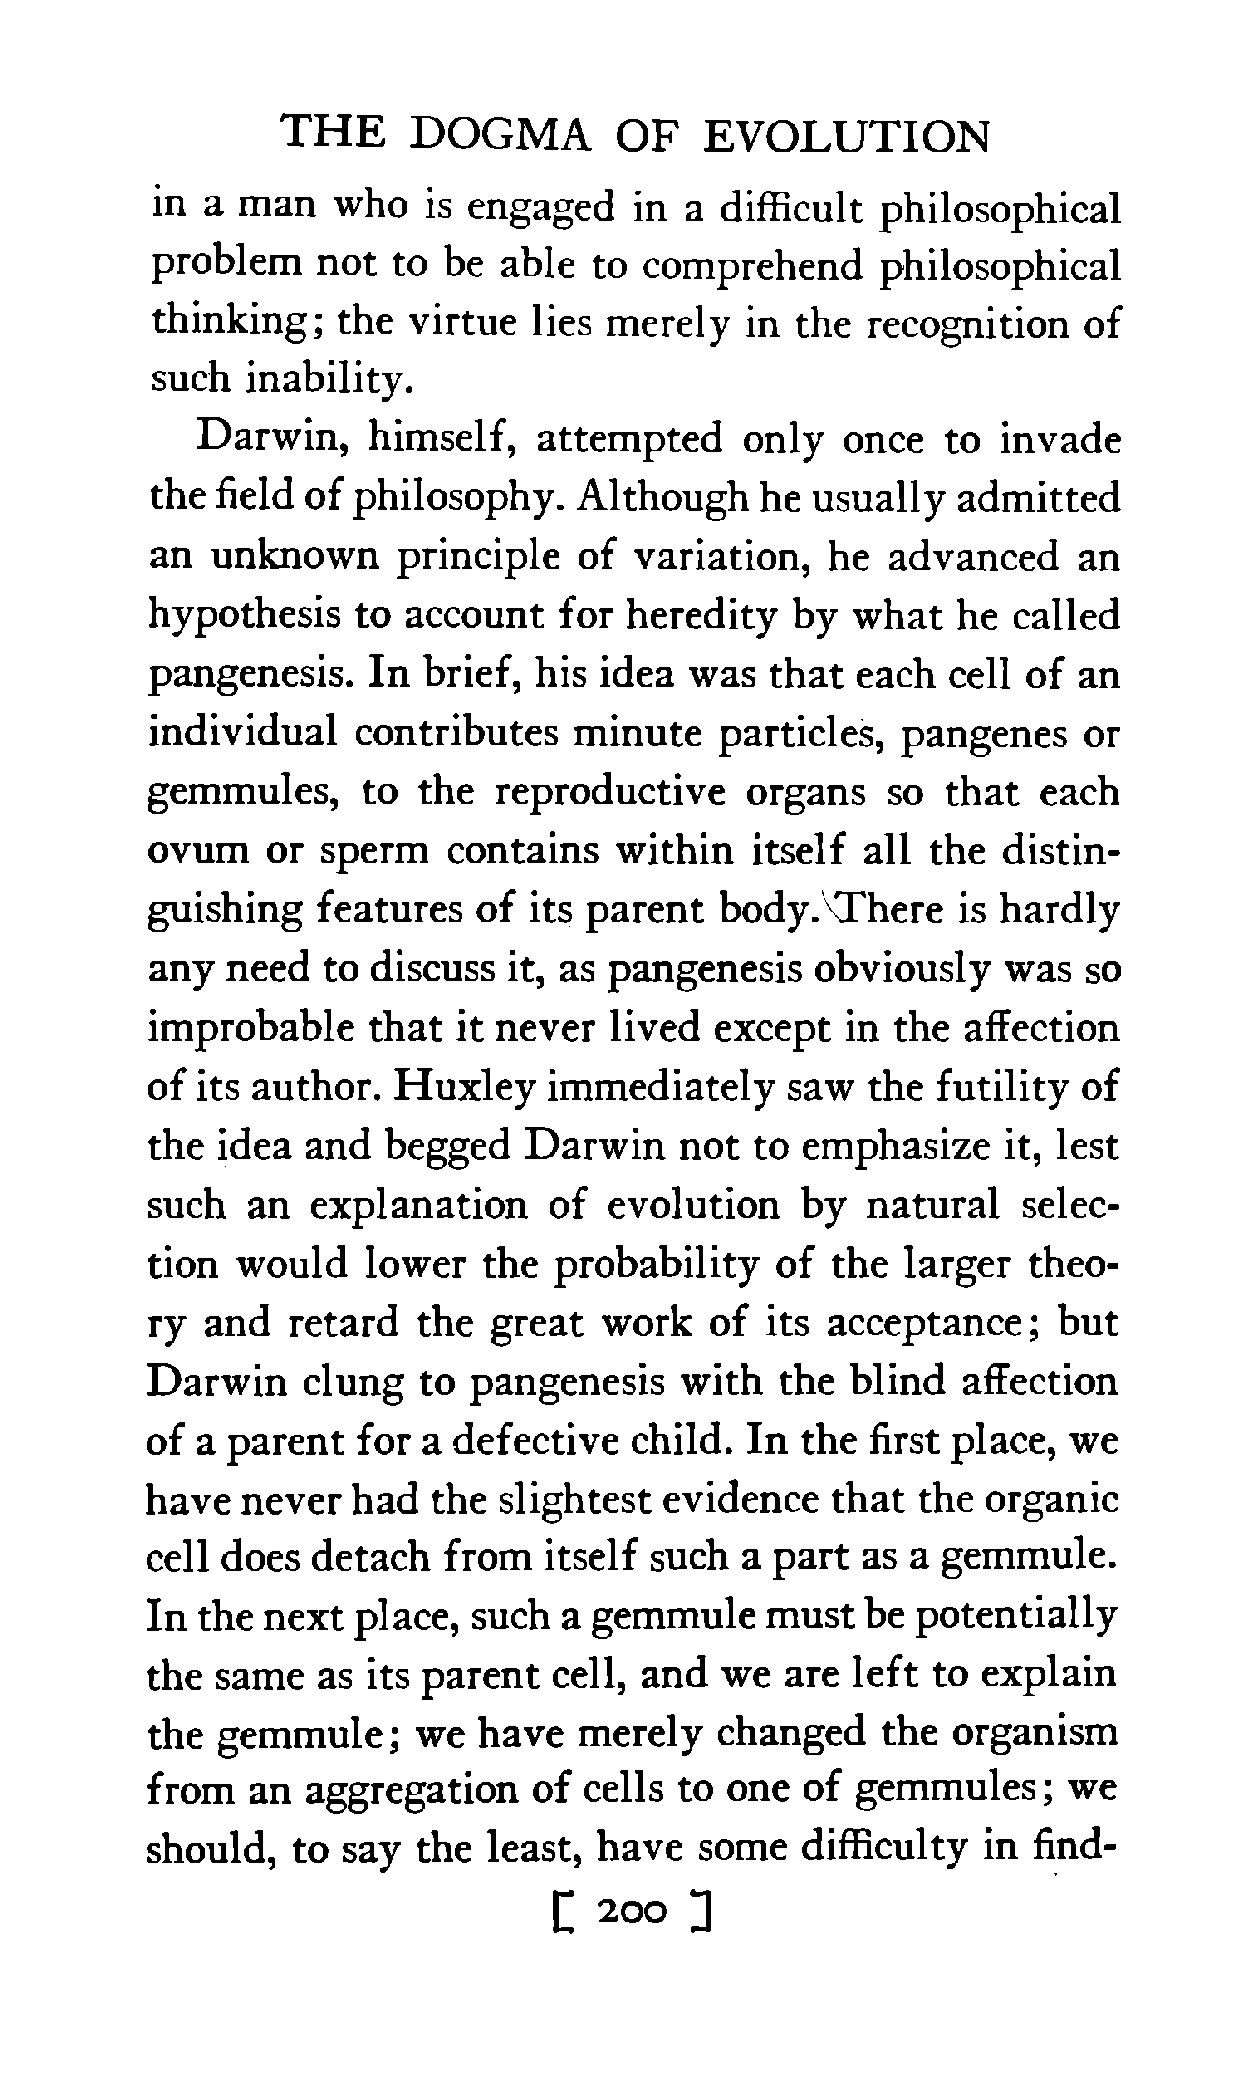 THE DOGMA OF EVOLUTION
in a man who is engaged in a difficult philosophical
problem not to be able to comprehend philosophical
thinking; the virtue lies merely in the recognition of
such inability.
Darwin, himself, attempted only once to invade
the field of philosophy. Although he usually admitted
an unknown principle of variation, he advanced an
hypothesis to account for heredity by what he called
pangenesis. In brief, his idea was that each cell of an
individual contributes minute particles, pangenes or
gemmules, to the reproductive organs so that each
ovum or sperm contains within itself all the distin-
guishing features of its parent body. There is hardly
any need to discuss it, as pangenesis obviously was so
improbable that it never lived except in the affection
of its author. Huxley immediately saw the futility of
the idea and begged Darwin not to emphasize it, lest
such an explanation of evolution by natural selec-
tion would lower the probability of the larger theo-
ry and retard the great work of its acceptance; but
Darwin clung to pangenesis with the blind affection
of a parent for a defective child. In the first place, we
have never had the slightest evidence that the organic
cell does detach from itself such a part as a gemmule.
In the next place, such a gemmule must be potentially
the same as its parent cell, and we are left to explain
the gemmule; we have merely changed the organism
from an aggregation of cells to one of gemmules; we
should, to say the least, have some difficulty in find-
[ 200 ]